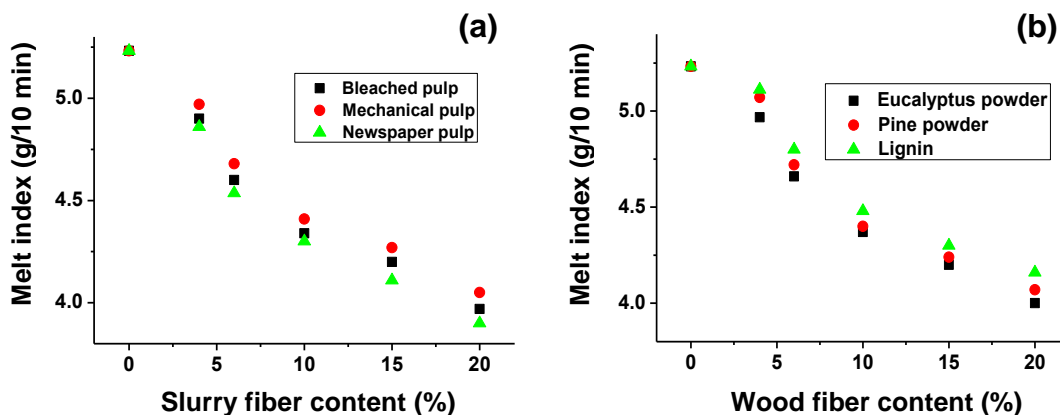 (a)
Melt index (g/10 min)
5.0
4.5
4.0
Bleached pulp
Mechanical pulp
Newspaper pulp
0 5 10 15 20
Slurry fiber content (%)
(b)
Melt index (g/10 min)
5.0
4.5
4.0
Eucalyptus powder
Pine powder
Lignin
0 5 10 15 20
Wood fiber content (%)